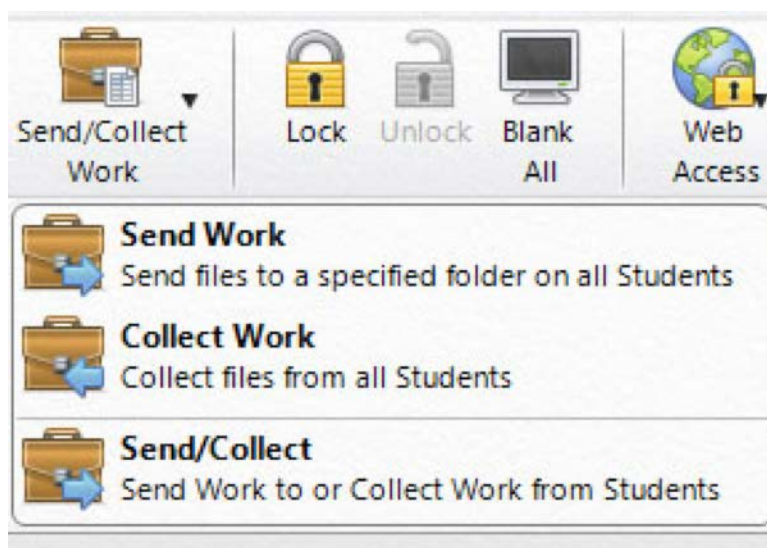 Send/Collect
Work
Lock
Unlock
Blank
All
Web
Access
Send Work
Send files to a specified folder on all Students
Collect Work
Collect files from all Students
Send/Collect
Send Work to or Collect Work from Students